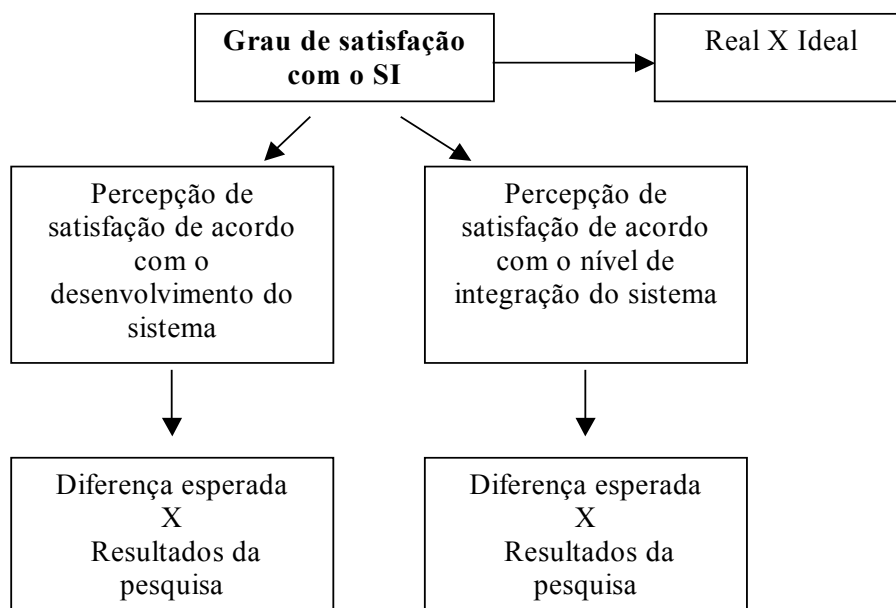 Grau de satisfação
com o SI
Real X Ideal
Percepção de
satisfação de acordo
com o
desenvolvimento do
sistema
Percepção de
satisfação de acordo
com o nível de
integração do sistema
Diferença esperada
X
Resultados da
pesquisa
Diferença esperada
X
Resultados da
pesquisa